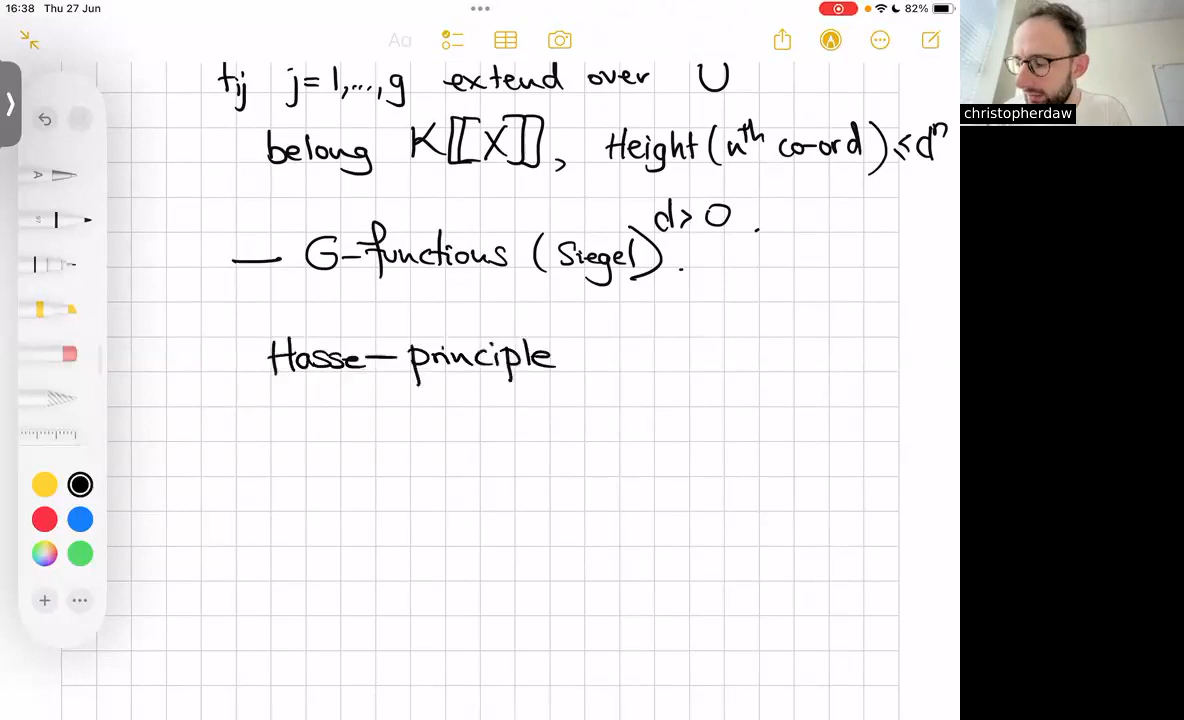 16:38 Thu 27 Jun
82%
Aa
tij j=1,...,g extend over U
belong K[[X]], Height(nth co-ord) ≤ dⁿ
d> 0 .
— G-functions (Siegel).
Hasse-principle
christopherdaw